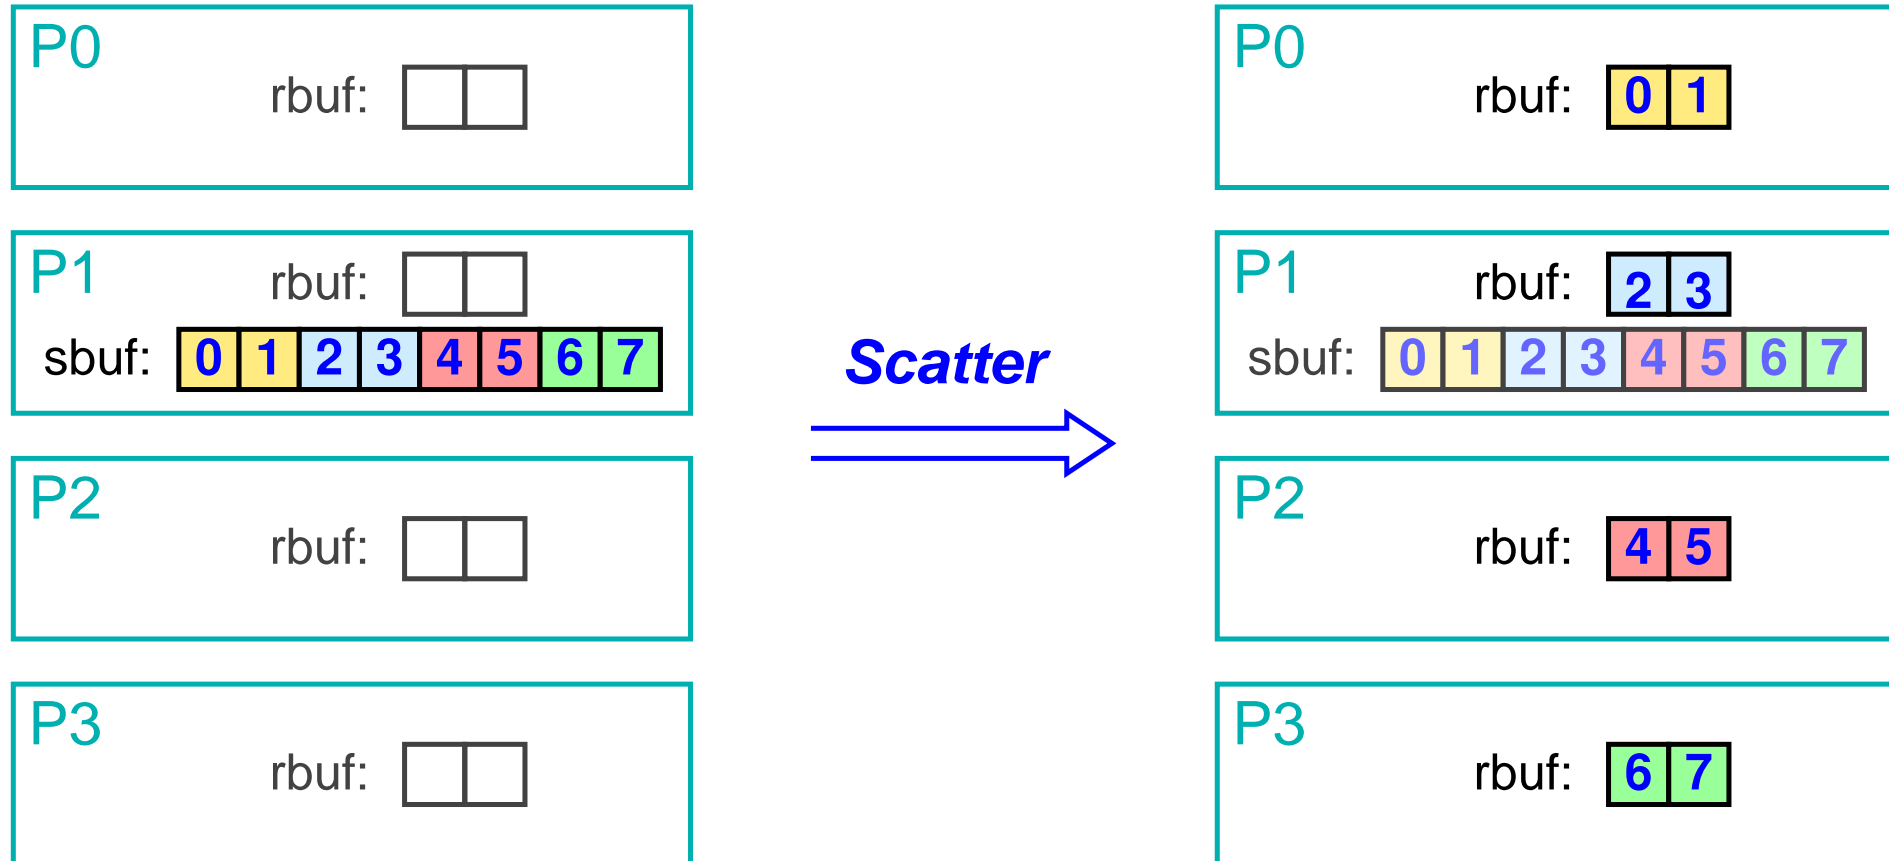 P0
rbuf:
P1
rbuf:
sbuf: 0 1 2 3 4 5 6 7
P2
rbuf:
P3
rbuf:
Scatter
P0
rbuf: 0 1
P1
rbuf: 2 3
sbuf: 0 1 2 3 4 5 6 7
P2
rbuf: 4 5
P3
rbuf: 6 7